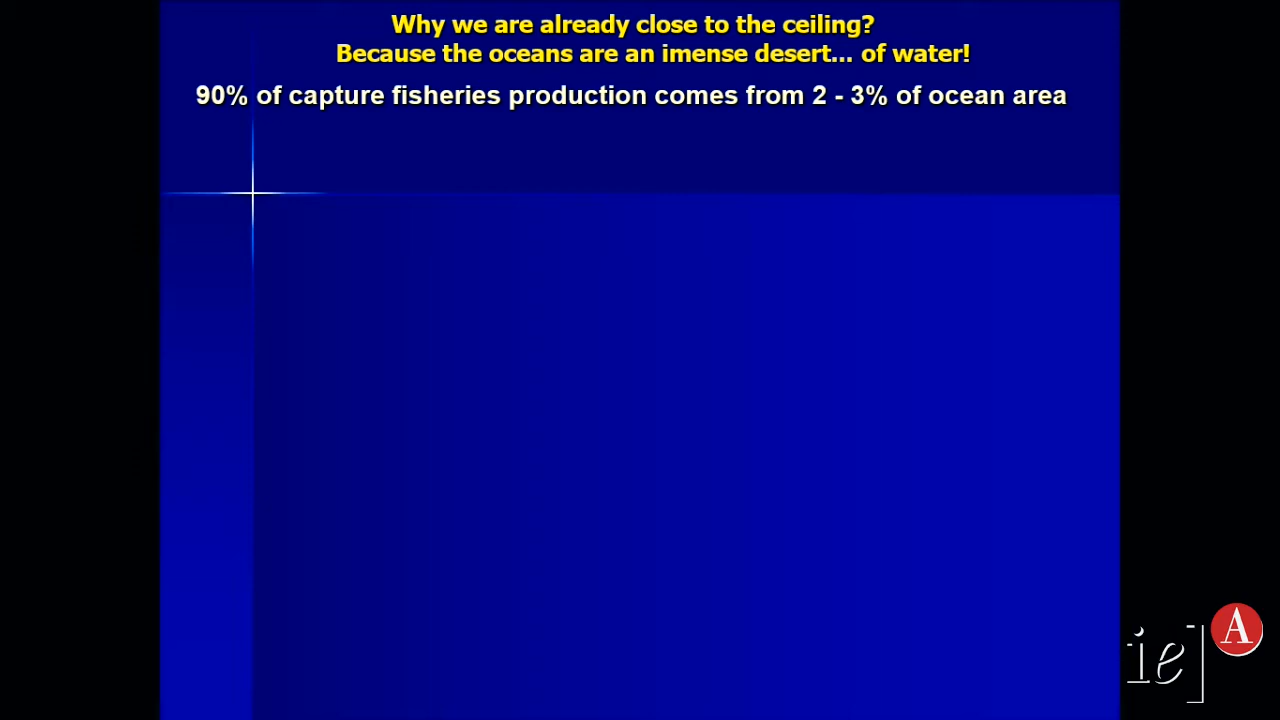 Why we are already close to the ceiling?
Because the oceans are an imense desert... of water!
90% of capture fisheries production comes from 2 - 3% of ocean area
ie]
A